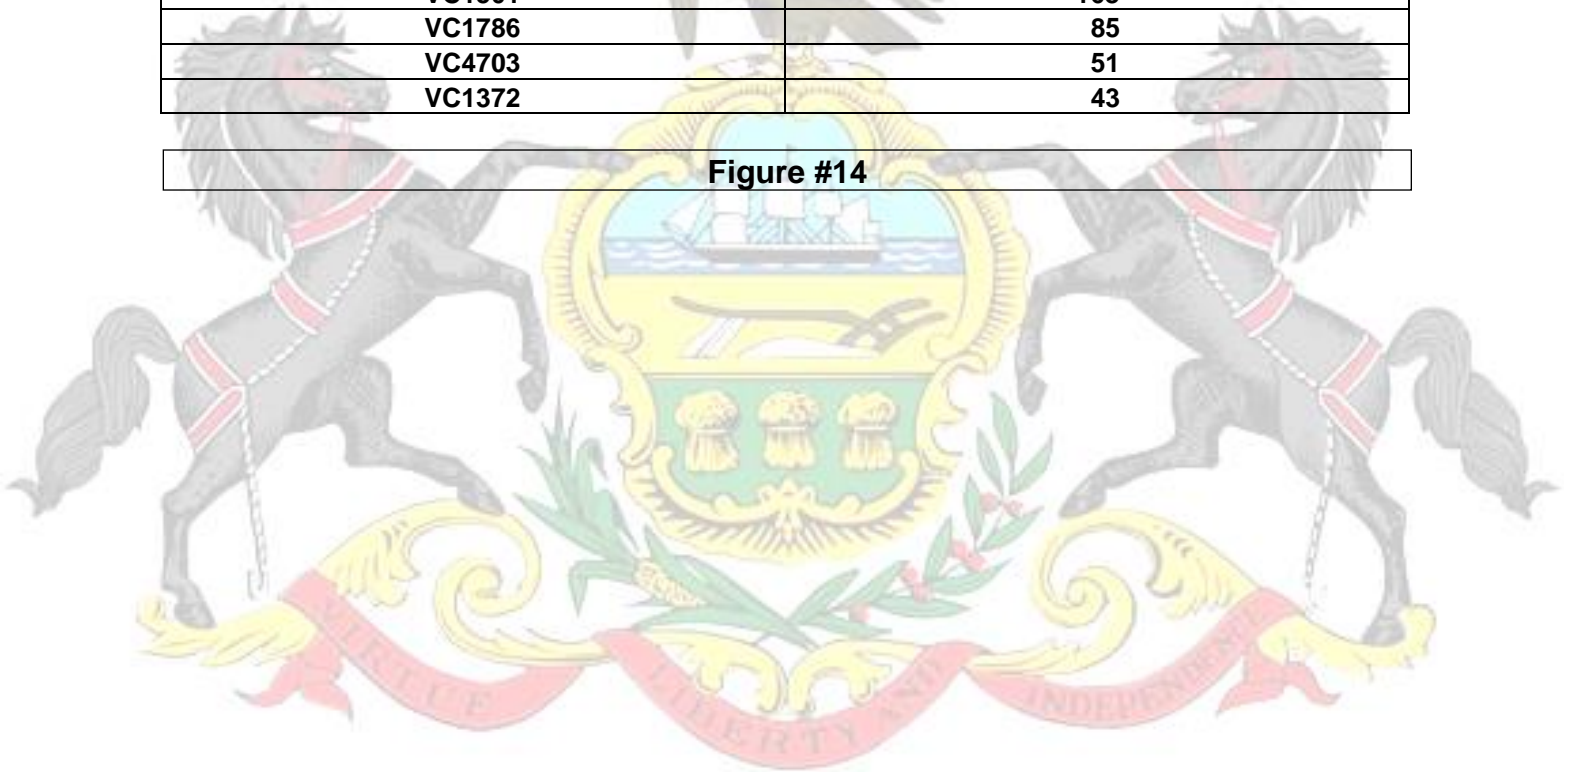 VC1786 85
VC4703 51
VC1372 43
Figure #14
VIRTUE LIBERTY AND INDEPENDENCE